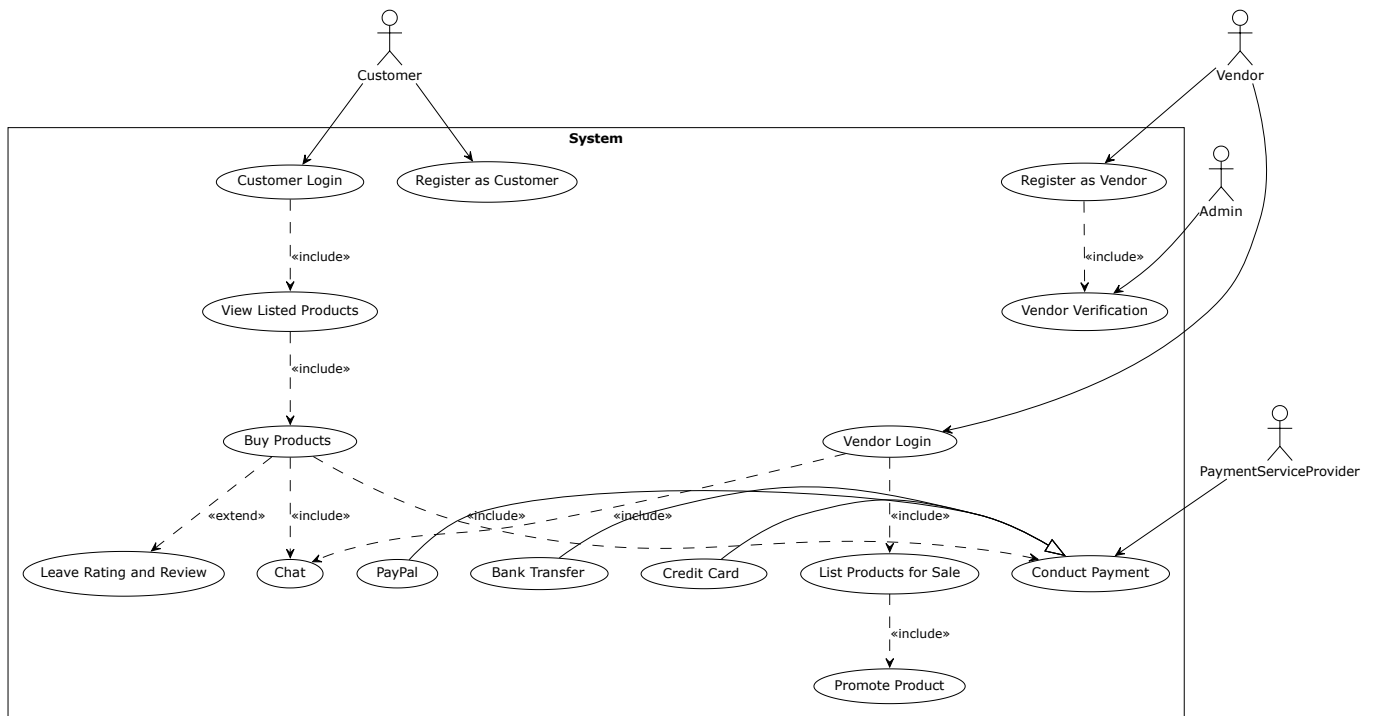 Customer
Vendor
System
Customer Login
Register as Customer
Register as Vendor
Admin
«include»
«include»
View Listed Products
Vendor Verification
«include»
Buy Products
Vendor Login
PaymentServiceProvider
«extend»
«include»
«include»
«include»
«include»
Leave Rating and Review
Chat
PayPal
Bank Transfer
Credit Card
List Products for Sale
Conduct Payment
«include»
Promote Product